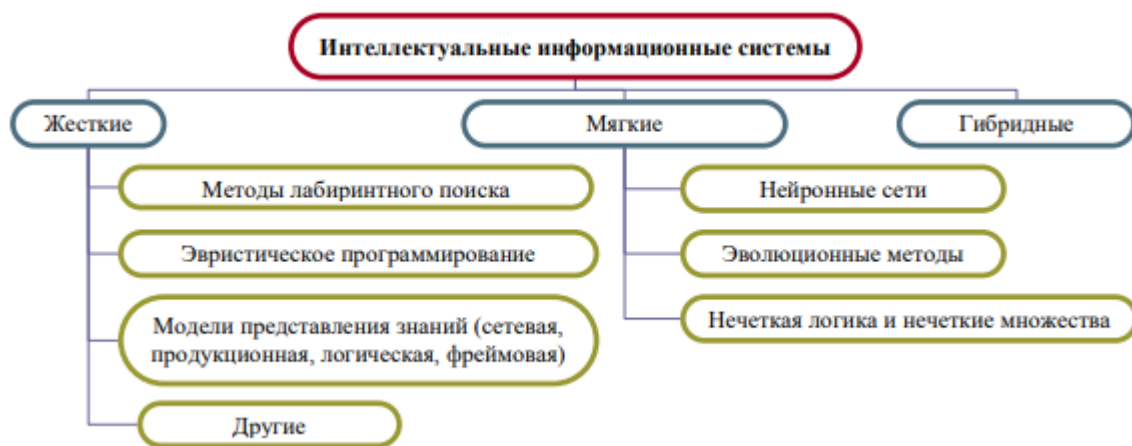 Интеллектуальные информационные системы
Жесткие
Мягкие
Гибридные
Методы лабиринтного поиска
Эвристическое программирование
Модели представления знаний (сетевая,
продукционная, логическая, фреймовая)
Другие
Нейронные сети
Эволюционные методы
Нечеткая логика и нечеткие множества